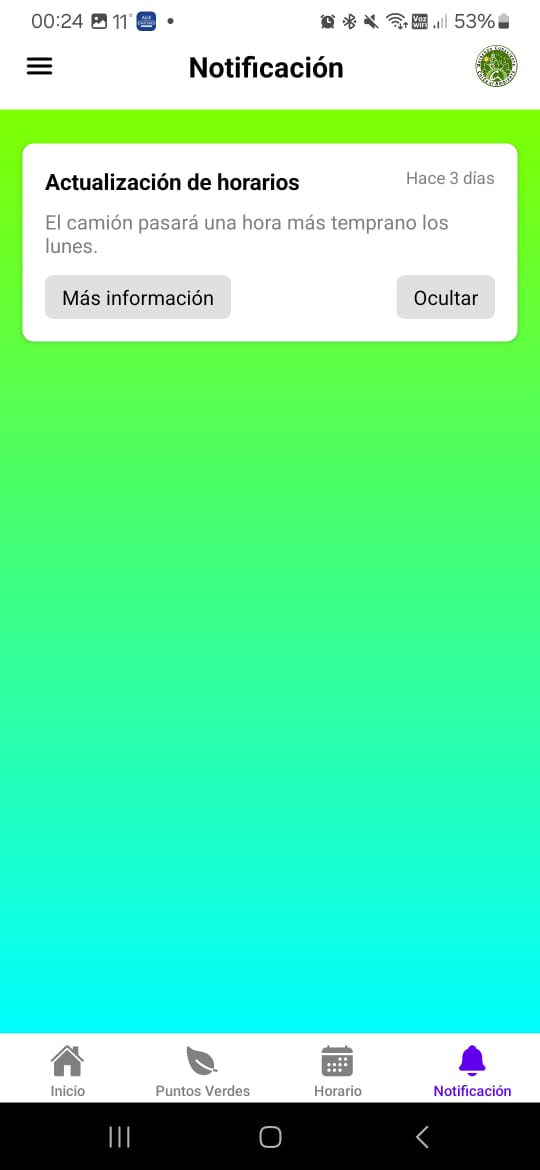 00:24 11°
Voz
WiFi
53%
Notificación
Actualización de horarios
Hace 3 días
El camión pasará una hora más temprano los
lunes.
Más información
Ocultar
Inicio
Puntos Verdes
Horario
Notificación